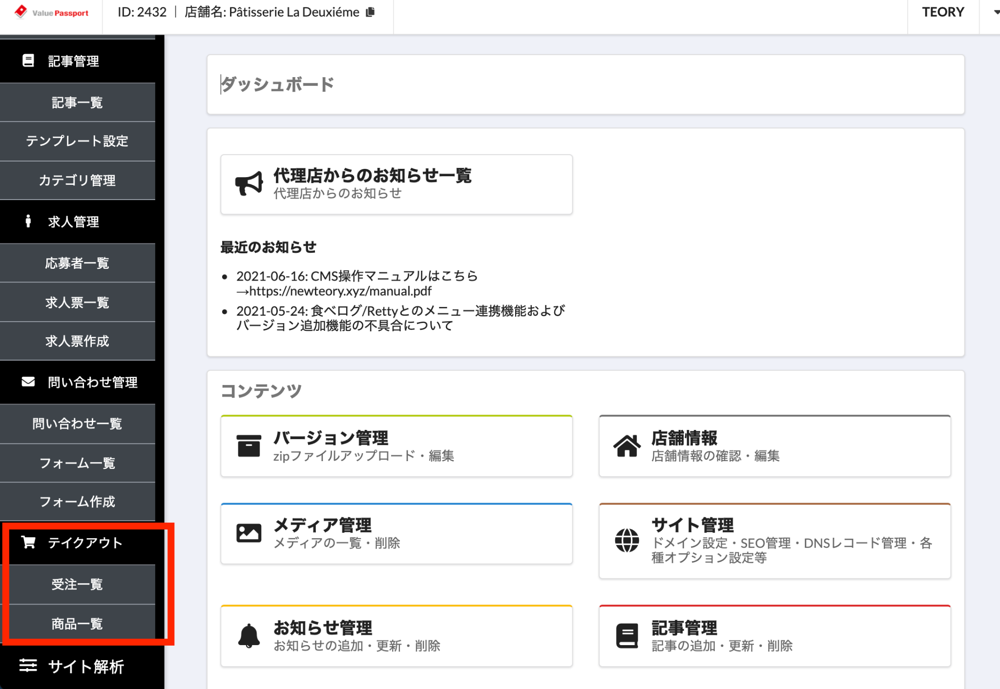 Value Passport
ID: 2432 | 店舗名: Pâtisserie La Deuxiéme
TEORY
記事管理
記事一覧
テンプレート設定
カテゴリ管理
求人管理
応募者一覧
求人票一覧
求人票作成
問い合わせ管理
問い合わせ一覧
フォーム一覧
フォーム作成
テイクアウト
受注一覧
商品一覧
サイト解析
ダッシュボード
代理店からのお知らせ一覧
代理店からのお知らせ
最近のお知らせ
• 2021-06-16: CMS操作マニュアルはこちら
→https://newteory.xyz/manual.pdf
• 2021-05-24: 食べログ/Rettyとのメニュー連携機能および
バージョン追加機能の不具合について
コンテンツ
バージョン管理
zipファイルアップロード・編集
店舗情報
店舗情報の確認・編集
メディア管理
メディアの一覧・削除
サイト管理
ドメイン設定・SEO管理・DNSレコード管理・各
種オプション設定等
お知らせ管理
お知らせの追加・更新・削除
記事管理
記事の追加・更新・削除